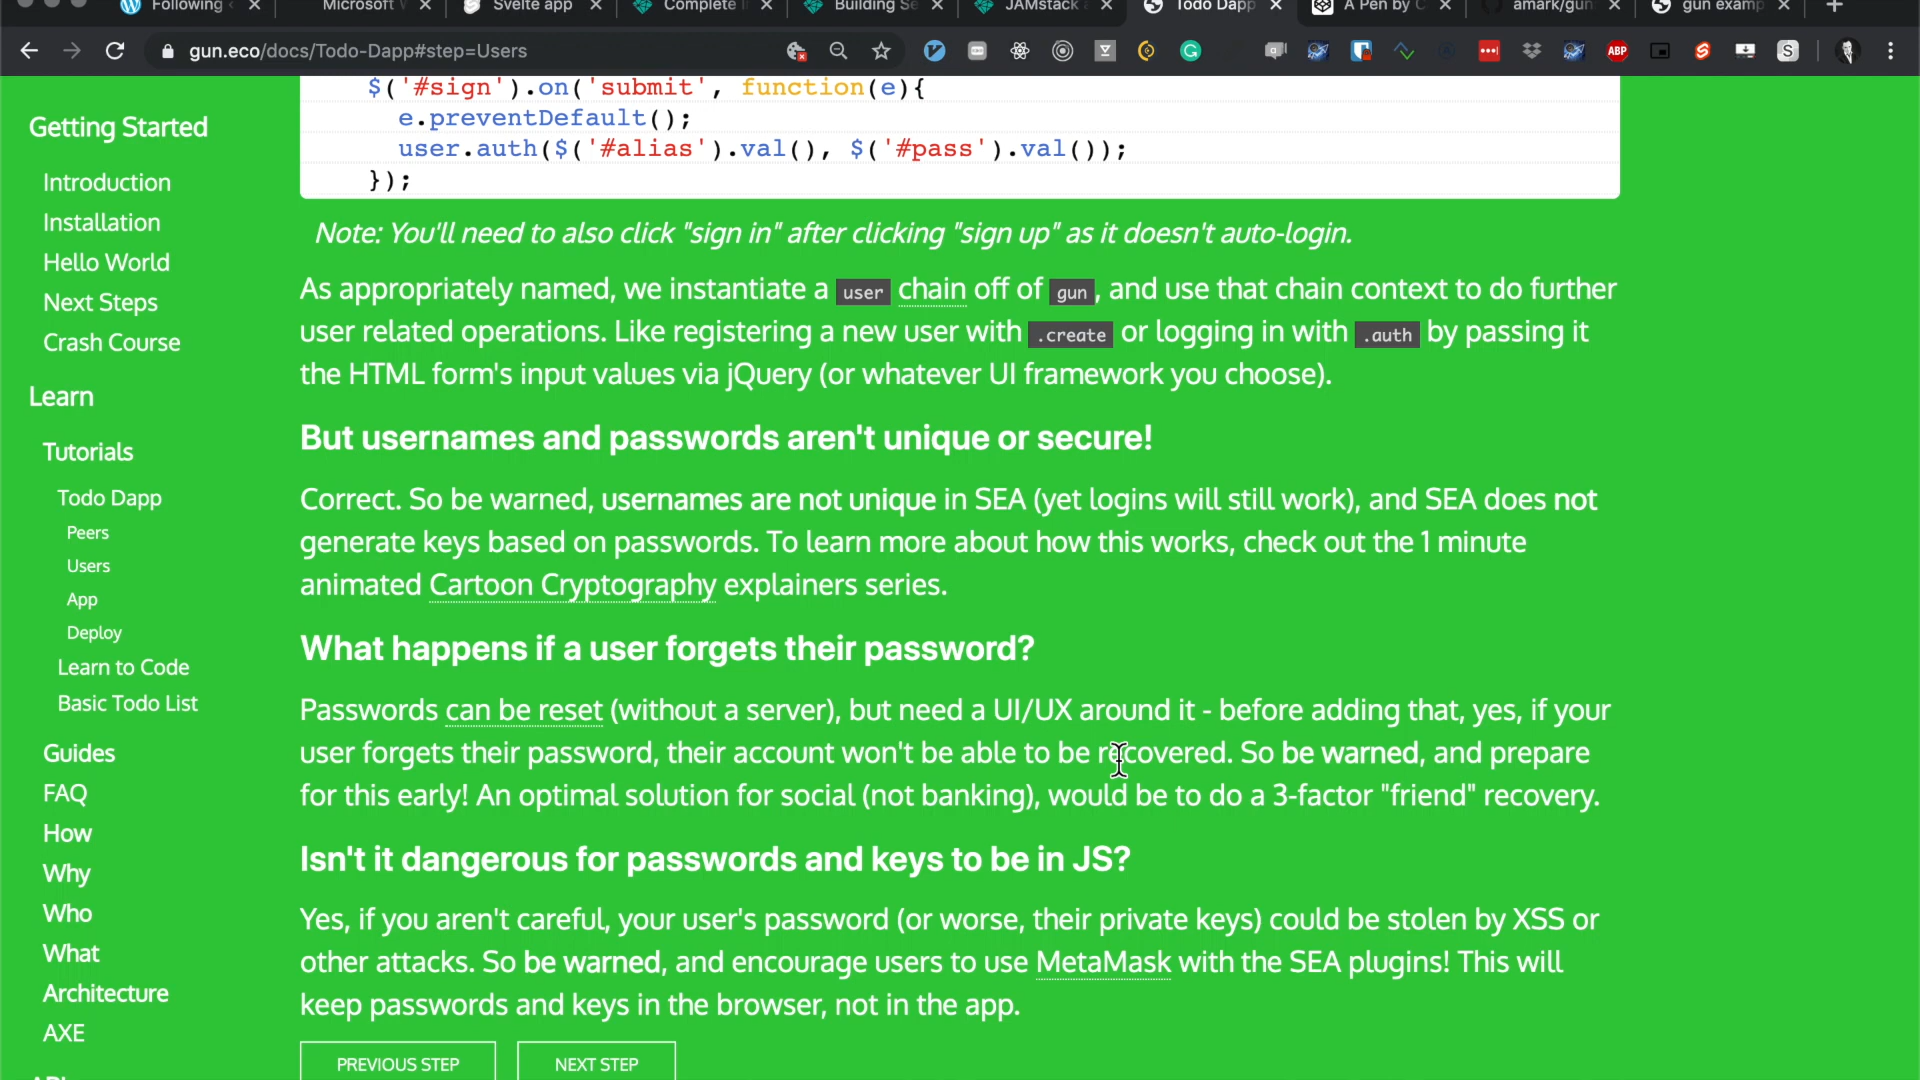 Following
Microsoft
Svelte app
Complete
Building Se
JAMstack
Todo Dapp
A Pen by C
amark/gun
gun examp
gun.eco/docs/Todo-Dapp#step=Users
ABP
S
Getting Started
Introduction
Installation
Hello World
Next Steps
Crash Course
Learn
Tutorials
Todo Dapp
Peers
Users
App
Deploy
Learn to Code
Basic Todo List
Guides
FAQ
How
Why
Who
What
Architecture
AXE
$('#sign').on('submit', function(e){
e.preventDefault();
user.auth($('#alias').val(), $('#pass').val());
});
Note: You'll need to also click "sign in" after clicking "sign up" as it doesn't auto-login.
As appropriately named, we instantiate a user chain off of gun, and use that chain context to do further
user related operations. Like registering a new user with .create or logging in with .auth by passing it
the HTML form's input values via jQuery (or whatever UI framework you choose).
But usernames and passwords aren't unique or secure!
Correct. So be warned, usernames are not unique in SEA (yet logins will still work), and SEA does not
generate keys based on passwords. To learn more about how this works, check out the 1 minute
animated Cartoon Cryptography explainers series.
What happens if a user forgets their password?
Passwords can be reset (without a server), but need a UI/UX around it - before adding that, yes, if your
user forgets their password, their account won't be able to be recovered. So be warned, and prepare
for this early! An optimal solution for social (not banking), would be to do a 3-factor "friend" recovery.
Isn't it dangerous for passwords and keys to be in JS?
Yes, if you aren't careful, your user's password (or worse, their private keys) could be stolen by XSS or
other attacks. So be warned, and encourage users to use MetaMask with the SEA plugins! This will
keep passwords and keys in the browser, not in the app.
PREVIOUS STEP
NEXT STEP